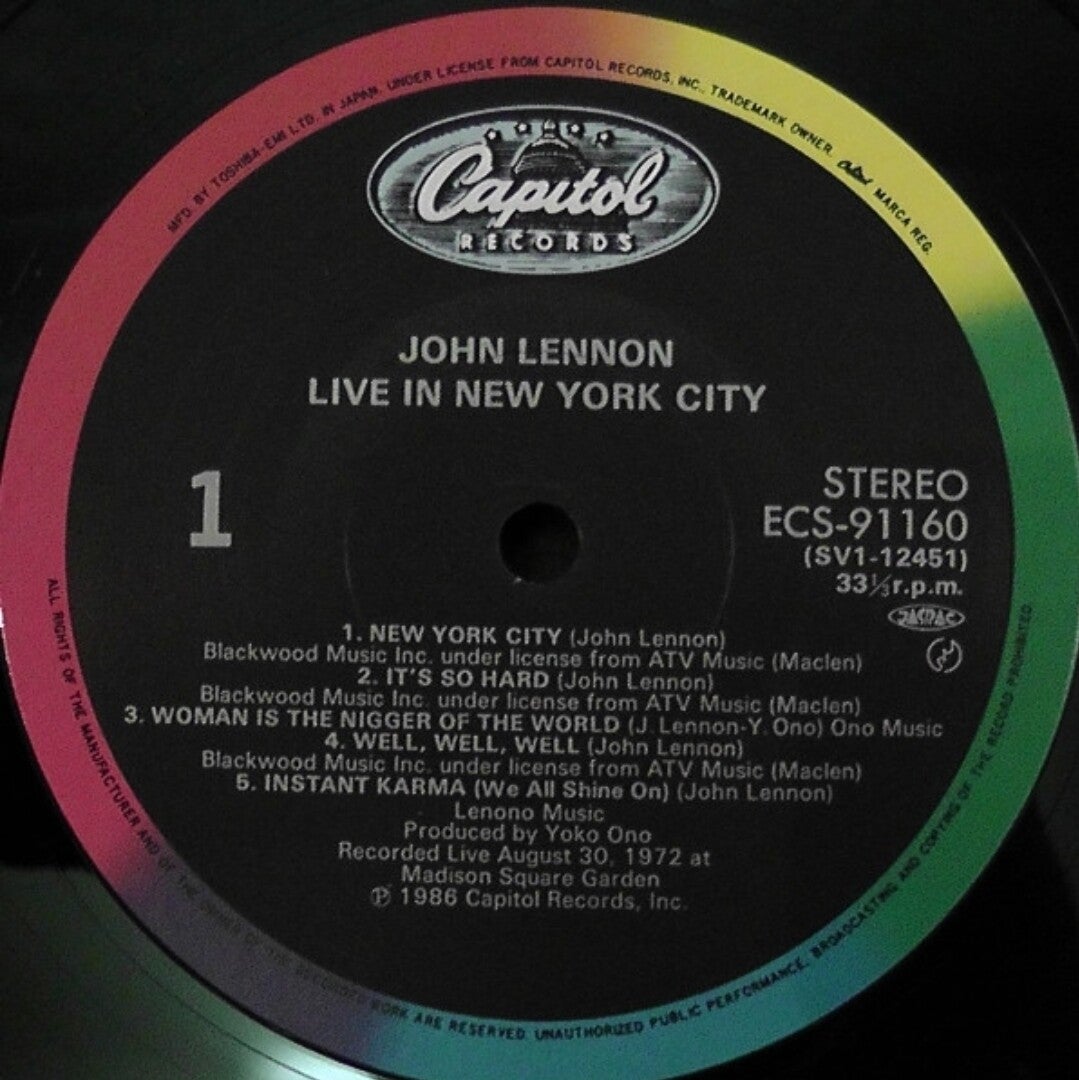 MFD. BY TOSHIBA-EMI LTD. IN JAPAN. UNDER LICENSE FROM CAPITOL RECORDS, INC., TRADEMARK OWNER, Capitol MARCA REG.
Capitol
RECORDS
JOHN LENNON
LIVE IN NEW YORK CITY
1
STEREO
ECS-91160
(SV1-12451)
33⅓r.p.m.
JASRAC
1. NEW YORK CITY (John Lennon)
Blackwood Music Inc. under license from ATV Music (Maclen)
2. IT'S SO HARD (John Lennon)
Blackwood Music Inc. under license from ATV Music (Maclen)
3. WOMAN IS THE NIGGER OF THE WORLD (J. Lennon-Y. Ono) Ono Music
4. WELL, WELL, WELL (John Lennon)
Blackwood Music Inc. under license from ATV Music (Maclen)
5. INSTANT KARMA (We All Shine On) (John Lennon)
Lenono Music
Produced by Yoko Ono
Recorded Live August 30, 1972 at
Madison Square Garden
℗ 1986 Capitol Records, Inc.
ALL RIGHTS OF THE MANUFACTURER AND OF THE OWNER OF THE RECORDED WORK ARE RESERVED. UNAUTHORIZED PUBLIC PERFORMANCE, BROADCASTING AND COPYING OF THE RECORD PROHIBITED